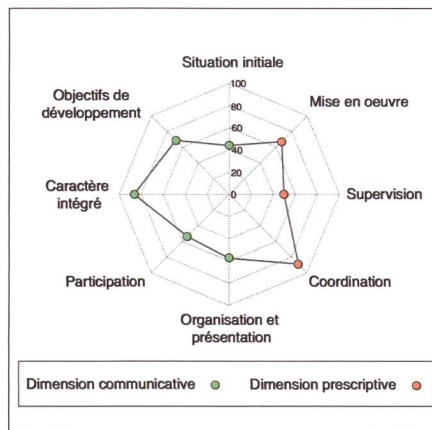 Situation initiale
100
80
60
40
20
0
Mise en oeuvre
Supervision
Coordination
Organisation et
présentation
Participation
Caractère
intégré
Objectifs de
développement
Dimension communicative
Dimension prescriptive